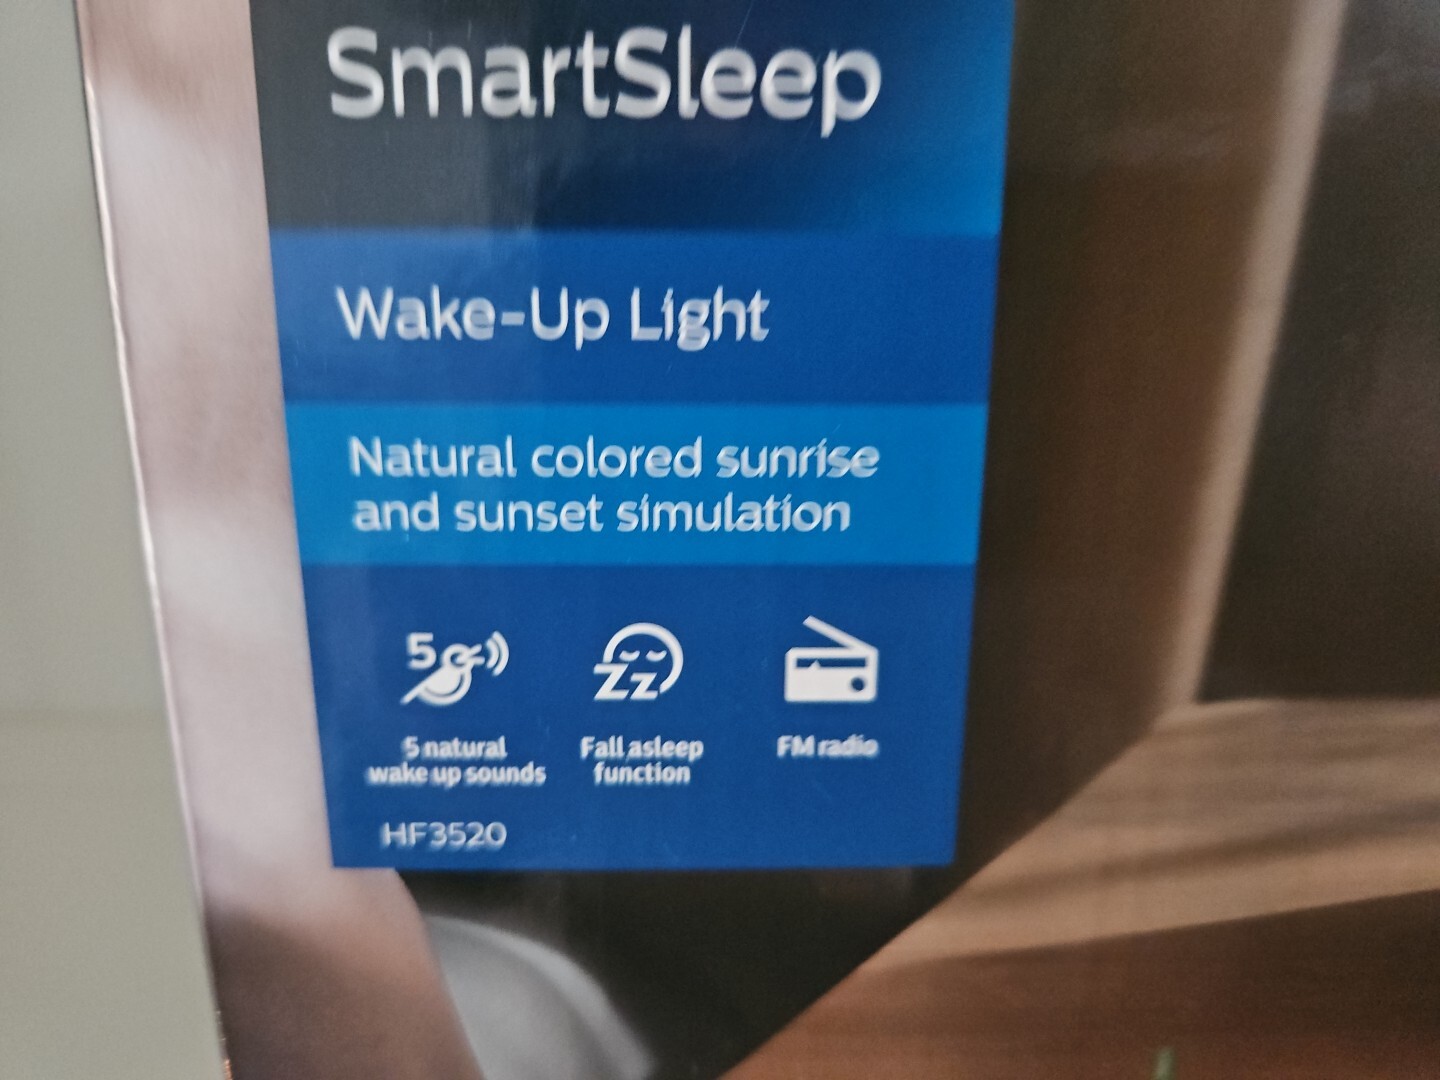 SmartSleep
Wake-Up Light
Natural colored sunrise
and sunset simulation
5
zz
5 natural
wake up sounds
Fall asleep
function
FM radio
HF3520